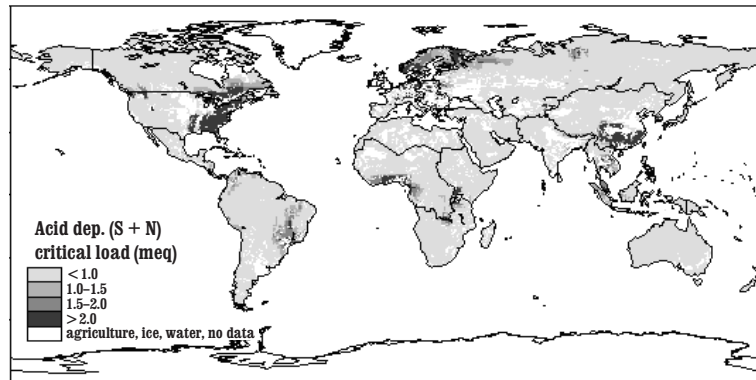 Acid dep. (S + N)
critical load (meq)
<1.0
1.0–1.5
1.5–2.0
>2.0
agriculture, ice, water, no data